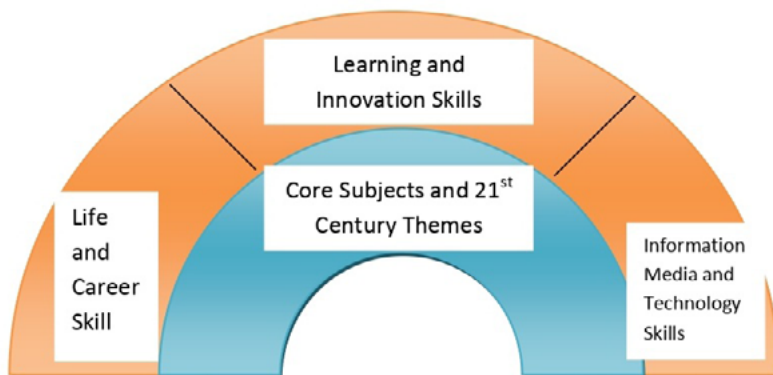 Learning and
Innovation Skills
Core Subjects and 21st
Century Themes
Life
and
Career
Skill
Information
Media and
Technology
Skills